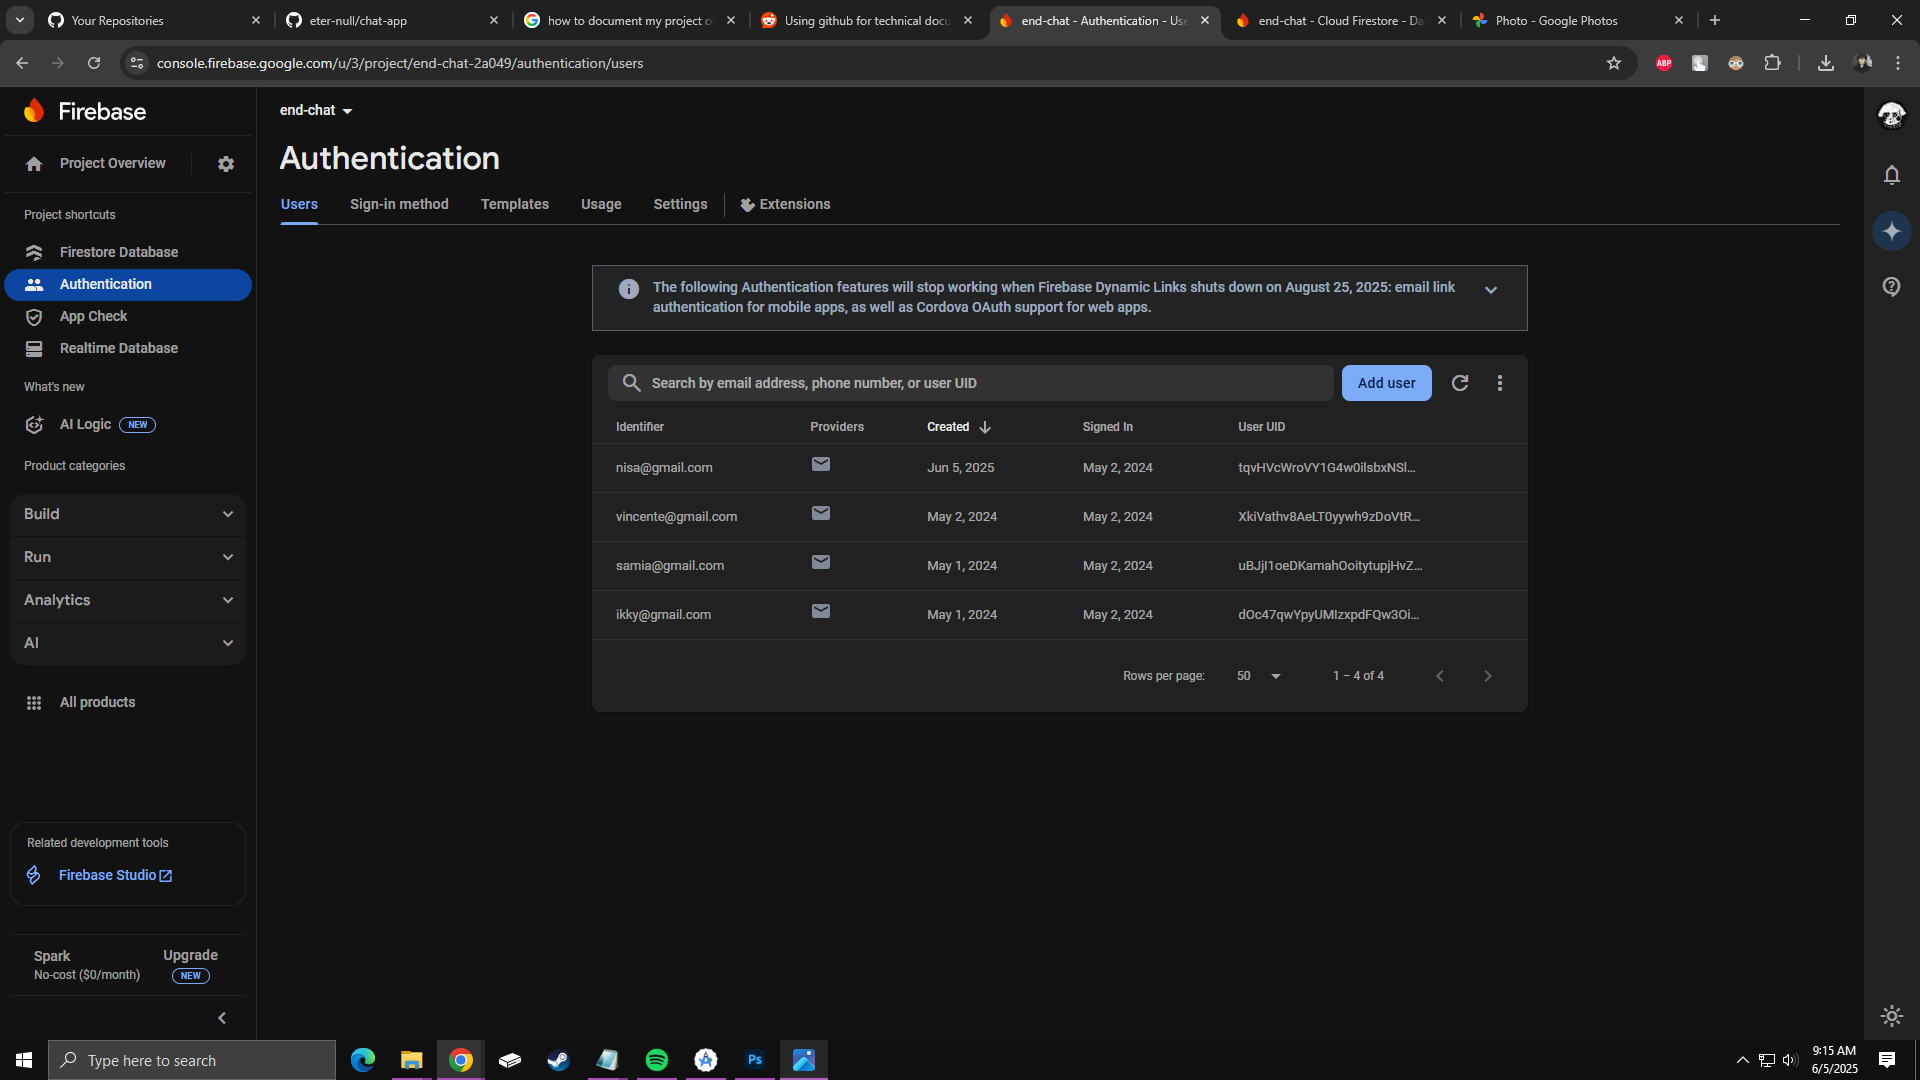 Your Repositories
eter-null/chat-app
how to document my project o
Using github for technical docu
end-chat - Authentication - Use
end-chat - Cloud Firestore - Da
Photo - Google Photos
console.firebase.google.com/u/3/project/end-chat-2a049/authentication/users
ABP
Firebase
end-chat
Project Overview
Authentication
Users
Sign-in method
Templates
Usage
Settings
Extensions
Project shortcuts
Firestore Database
Authentication
App Check
Realtime Database
What's new
AI Logic NEW
Product categories
Build
Run
Analytics
AI
All products
Related development tools
Firebase Studio
Spark
No-cost ($0/month)
Upgrade
NEW
The following Authentication features will stop working when Firebase Dynamic Links shuts down on August 25, 2025: email link
authentication for mobile apps, as well as Cordova OAuth support for web apps.
Search by email address, phone number, or user UID
Add user
Identifier Providers Created Signed In User UID
nisa@gmail.com Jun 5, 2025 May 2, 2024 tqvHVcWroVY1G4w0ilsbxNSl...
vincente@gmail.com May 2, 2024 May 2, 2024 XkiVathv8AeLT0yywh9zDoVtR...
samia@gmail.com May 1, 2024 May 2, 2024 uBJjI1oeDKamahOoitytupjHvZ...
ikky@gmail.com May 1, 2024 May 2, 2024 dOc47qwYpyUMIzxpdFQw3Oi...
Rows per page: 50 1 – 4 of 4
Type here to search
Ps
9:15 AM
6/5/2025